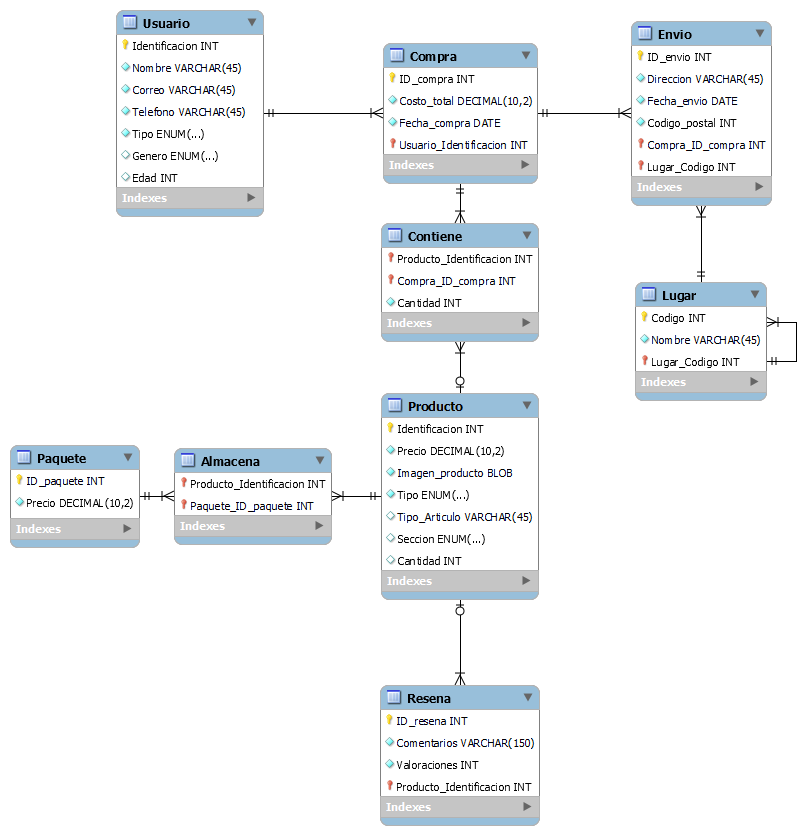 Usuario
Identificacion INT
Nombre VARCHAR(45)
Correo VARCHAR(45)
Telefono VARCHAR(45)
Tipo ENUM(...)
Genero ENUM(...)
Edad INT
Indexes
Compra
ID_compra INT
Costo_total DECIMAL(10,2)
Fecha_compra DATE
Usuario_Identificacion INT
Indexes
Envio
ID_envio INT
Direccion VARCHAR(45)
Fecha_envio DATE
Codigo_postal INT
Compra_ID_compra INT
Lugar_Codigo INT
Indexes
Contiene
Producto_Identificacion INT
Compra_ID_compra INT
Cantidad INT
Indexes
Lugar
Codigo INT
Nombre VARCHAR(45)
Lugar_Codigo INT
Indexes
Paquete
ID_paquete INT
Precio DECIMAL(10,2)
Indexes
Almacena
Producto_Identificacion INT
Paquete_ID_paquete INT
Indexes
Producto
Identificacion INT
Precio DECIMAL(10,2)
Imagen_producto BLOB
Tipo ENUM(...)
Tipo_Articulo VARCHAR(45)
Seccion ENUM(...)
Cantidad INT
Indexes
Resena
ID_resena INT
Comentarios VARCHAR(150)
Valoraciones INT
Producto_Identificacion INT
Indexes